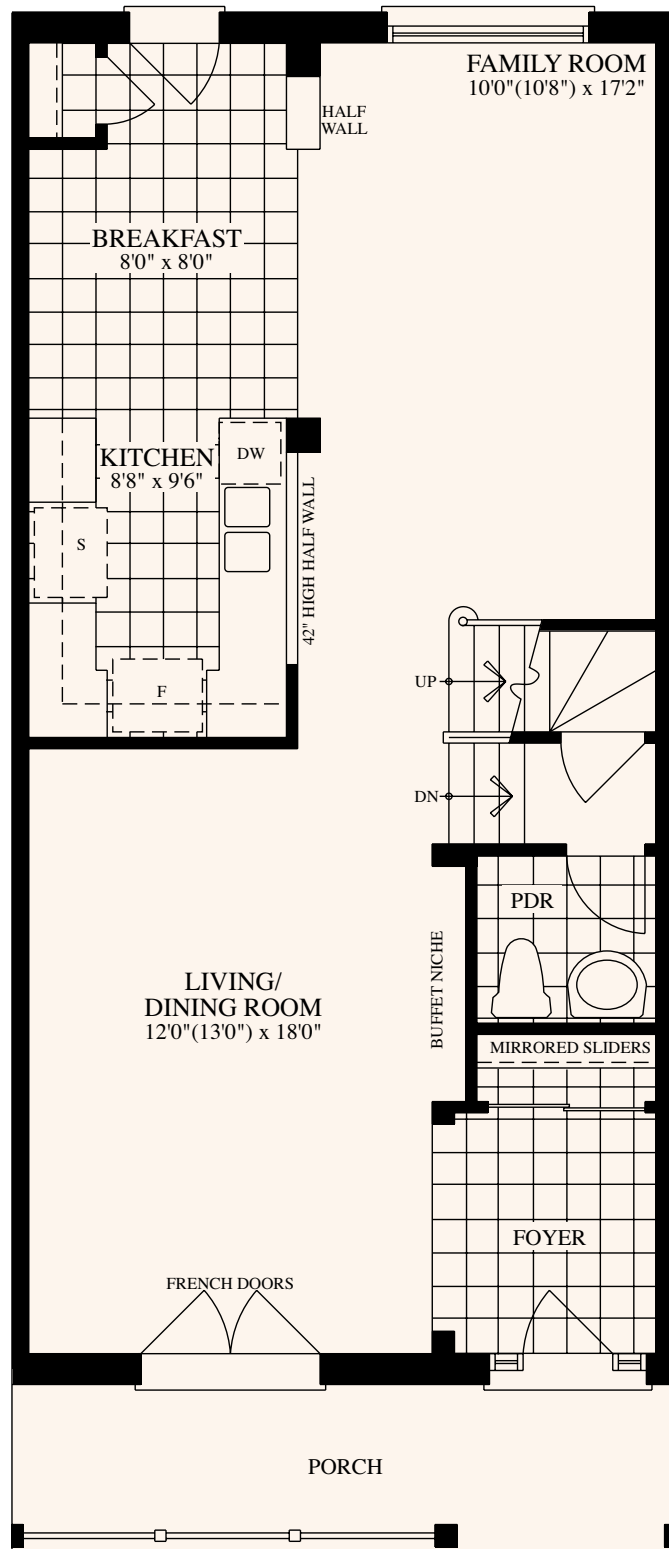 FAMILY ROOM
10'0"(10'8") x 17'2"
HALF
WALL
BREAKFAST
8'0" x 8'0"
KITCHEN
8'8" x 9'6"
DW
S
42" HIGH HALF WALL
F
UP
DN
PDR
BUFFET NICHE
LIVING/
DINING ROOM
12'0"(13'0") x 18'0"
MIRRORED SLIDERS
FOYER
FRENCH DOORS
PORCH